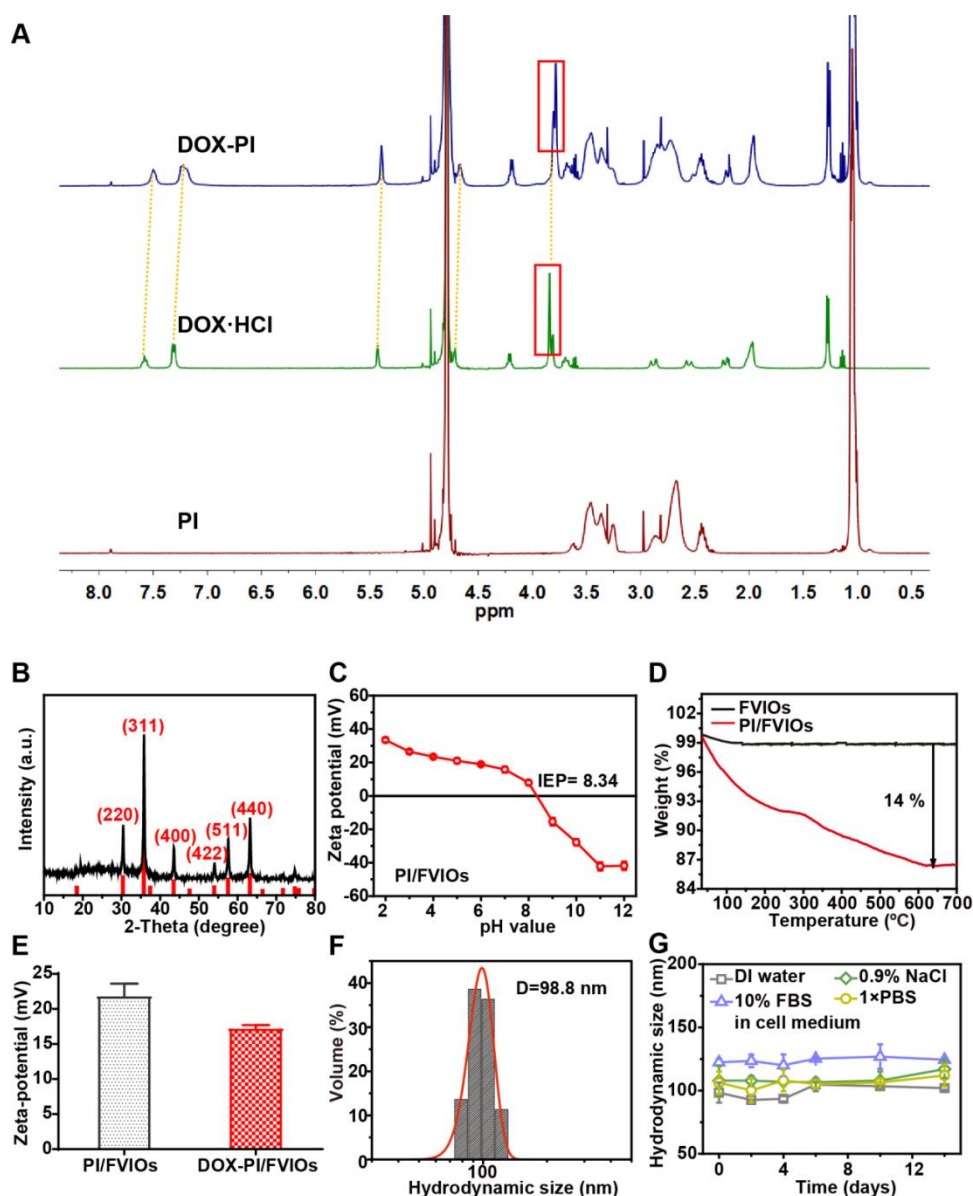 A
DOX-PI
DOX·HCl
PI
8.0 7.5 7.0 6.5 6.0 5.5 5.0 4.5 4.0 3.5 3.0 2.5 2.0 1.5 1.0 0.5
ppm
B
Intensity (a.u.)
(311)
(220)
(440)
(511)
(400)
(422)
10 20 30 40 50 60 70 80
2-Theta (degree)
C
Zeta potential (mV)
60
40
20
0
-20
-40
-60
IEP= 8.34
PI/FVIOs
2 4 6 8 10 12
pH value
D
Weight (%)
102
99
96
93
90
87
84
FVIOs
PI/FVIOs
14 %
100 200 300 400 500 600 700
Temperature (ºC)
E
Zeta-potential (mV)
25
20
15
10
5
0
PI/FVIOs DOX-PI/FVIOs
F
Volume (%)
40
30
20
10
0
D=98.8 nm
100
Hydrodynamic size (nm)
G
Hydrodynamic size (nm)
200
150
100
50
DI water 0.9% NaCl
10% FBS 1×PBS
in cell medium
0 4 8 12
Time (days)